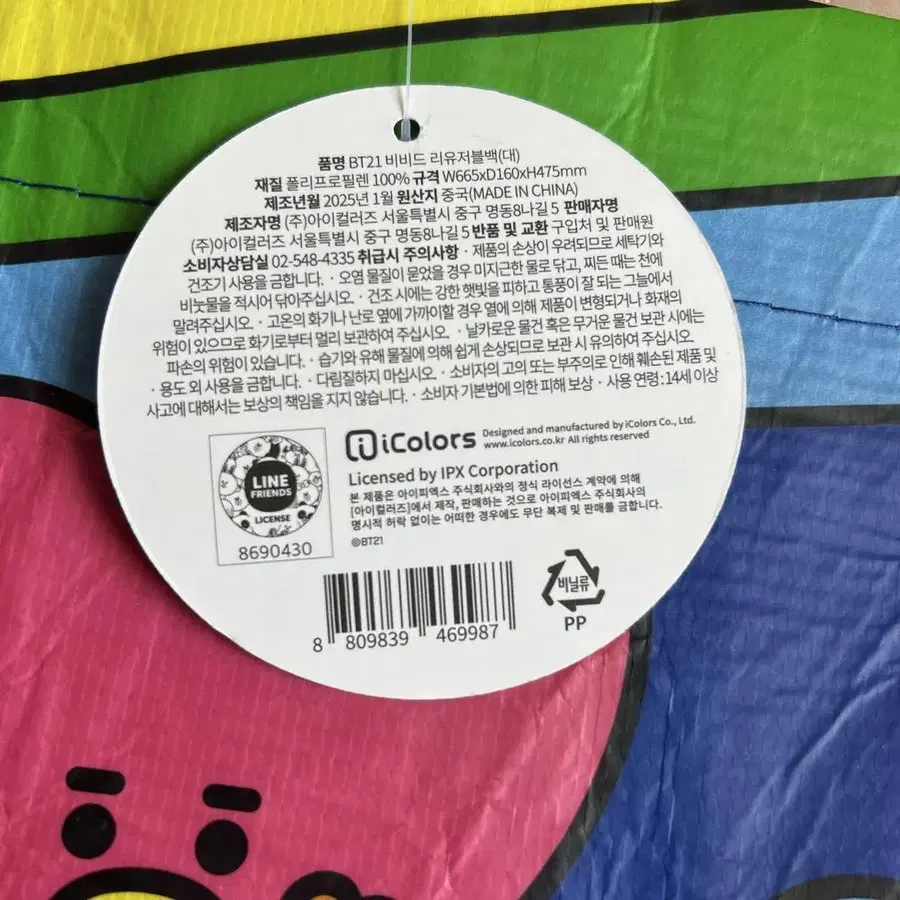 품명 BT21 비비드 리유저블백(대)
재질 폴리프로필렌 100% 규격 W665xD160xH475mm
제조년월 2025년 1월 원산지 중국(MADE IN CHINA)
제조자명 (주)아이컬러즈 서울특별시 중구 명동8나길 5 판매자명
(주)아이컬러즈 서울특별시 중구 명동8나길 5 반품 및 교환 구입처 및 판매원
소비자상담실 02-548-4335 취급시 주의사항 · 제품의 손상이 우려되므로 세탁기와
건조기 사용을 금합니다. · 오염 물질이 묻었을 경우 미지근한 물로 닦고, 찌든 때는 천에
비눗물을 적시어 닦아주십시오. · 건조 시에는 강한 햇빛을 피하고 통풍이 잘 되는 그늘에서
말려주십시오. · 고온의 화기나 난로 옆에 가까이할 경우 열에 의해 제품이 변형되거나 화재의
위험이 있으므로 화기로부터 멀리 보관하여 주십시오. · 날카로운 물건 혹은 무거운 물건 보관 시에는
파손의 위험이 있습니다. · 습기와 유해 물질에 의해 쉽게 손상되므로 보관 시 유의하여 주십시오.
· 용도 외 사용을 금합니다. · 다림질하지 마십시오. · 소비자의 고의 또는 부주의로 인해 훼손된 제품 및
사고에 대해서는 보상의 책임을 지지 않습니다. · 소비자 기본법에 의한 피해 보상 · 사용 연령 : 14세 이상
iColors Designed and manufactured by iColors Co., Ltd.
www.icolors.co.kr All rights reserved
Licensed by IPX Corporation
본 제품은 아이피엑스 주식회사와의 정식 라이선스 계약에 의해
[아이컬러즈]에서 제작, 판매하는 것으로 아이피엑스 주식회사의
명시적 허락 없이는 어떠한 경우에도 무단 복제 및 판매를 금합니다.
©BT21
LINE
FRIENDS
LICENSE
8690430
8 809839 469987
비닐류
PP